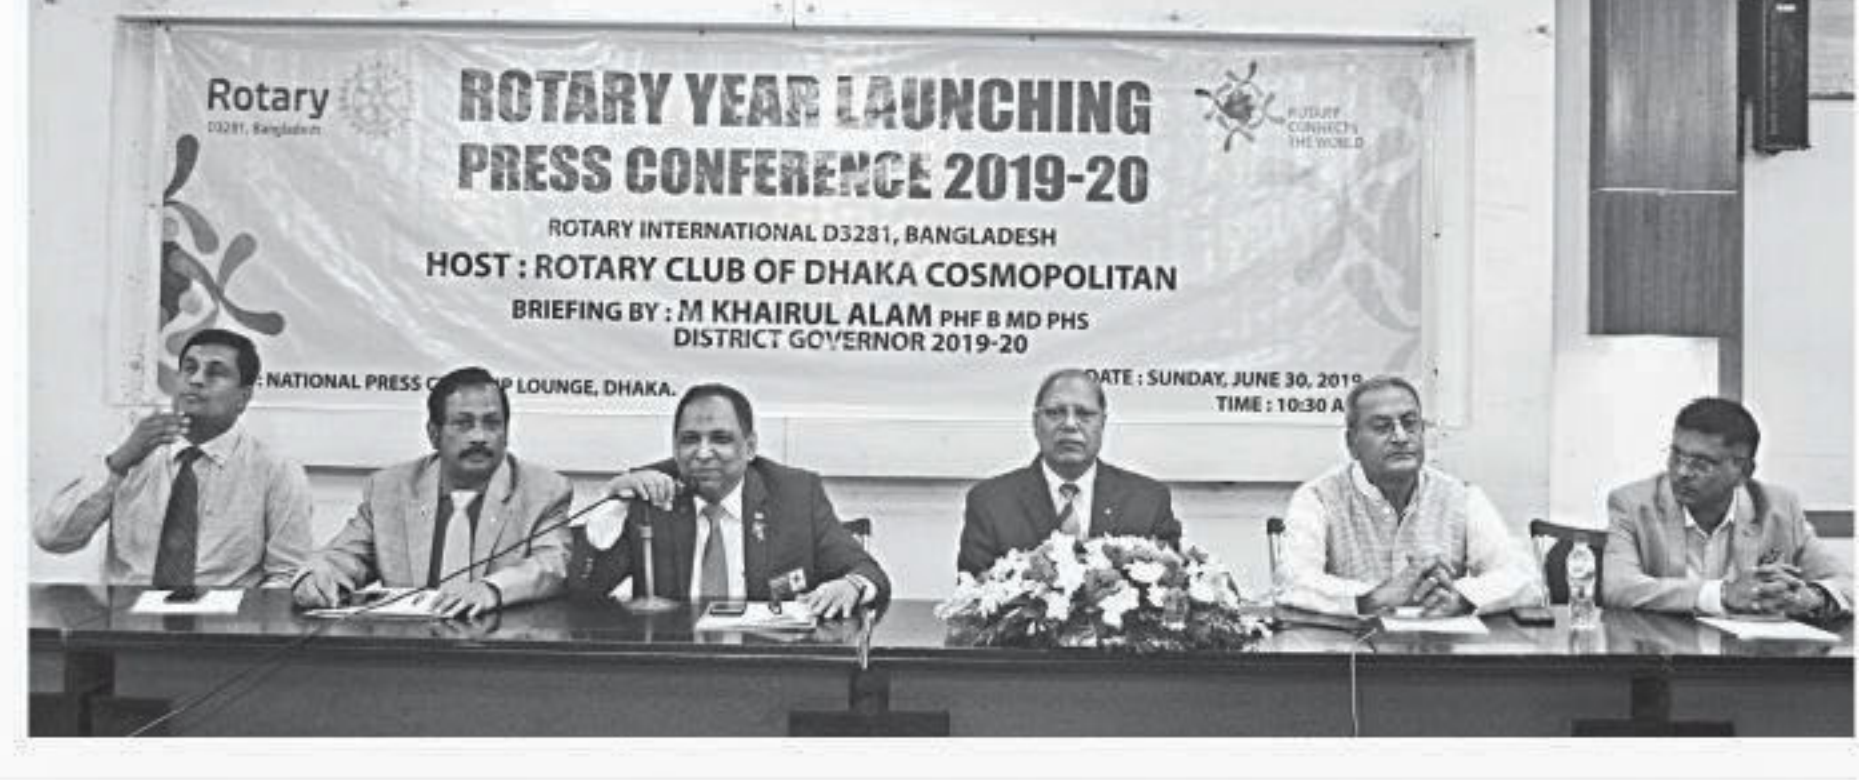 Rotary
D3281, Bangladesh
ROTARY YEAR LAUNCHING
PRESS CONFERENCE 2019-20
ROTARY
CONNECTS
THE WORLD
ROTARY INTERNATIONAL D3281, BANGLADESH
HOST : ROTARY CLUB OF DHAKA COSMOPOLITAN
BRIEFING BY : M KHAIRUL ALAM PHF B MD PHS
DISTRICT GOVERNOR 2019-20
: NATIONAL PRESS LOUNGE, DHAKA.
DATE : SUNDAY, JUNE 30, 2019
TIME : 10:30 A